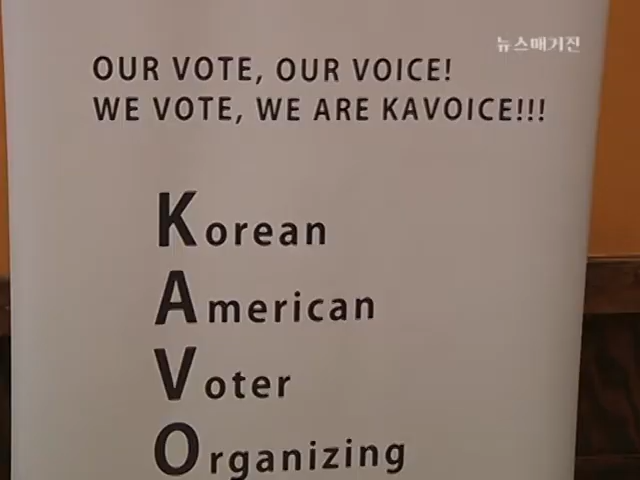 뉴스매거진
OUR VOTE, OUR VOICE!
WE VOTE, WE ARE KAVOICE!!!
Korean
American
Voter
Organizing